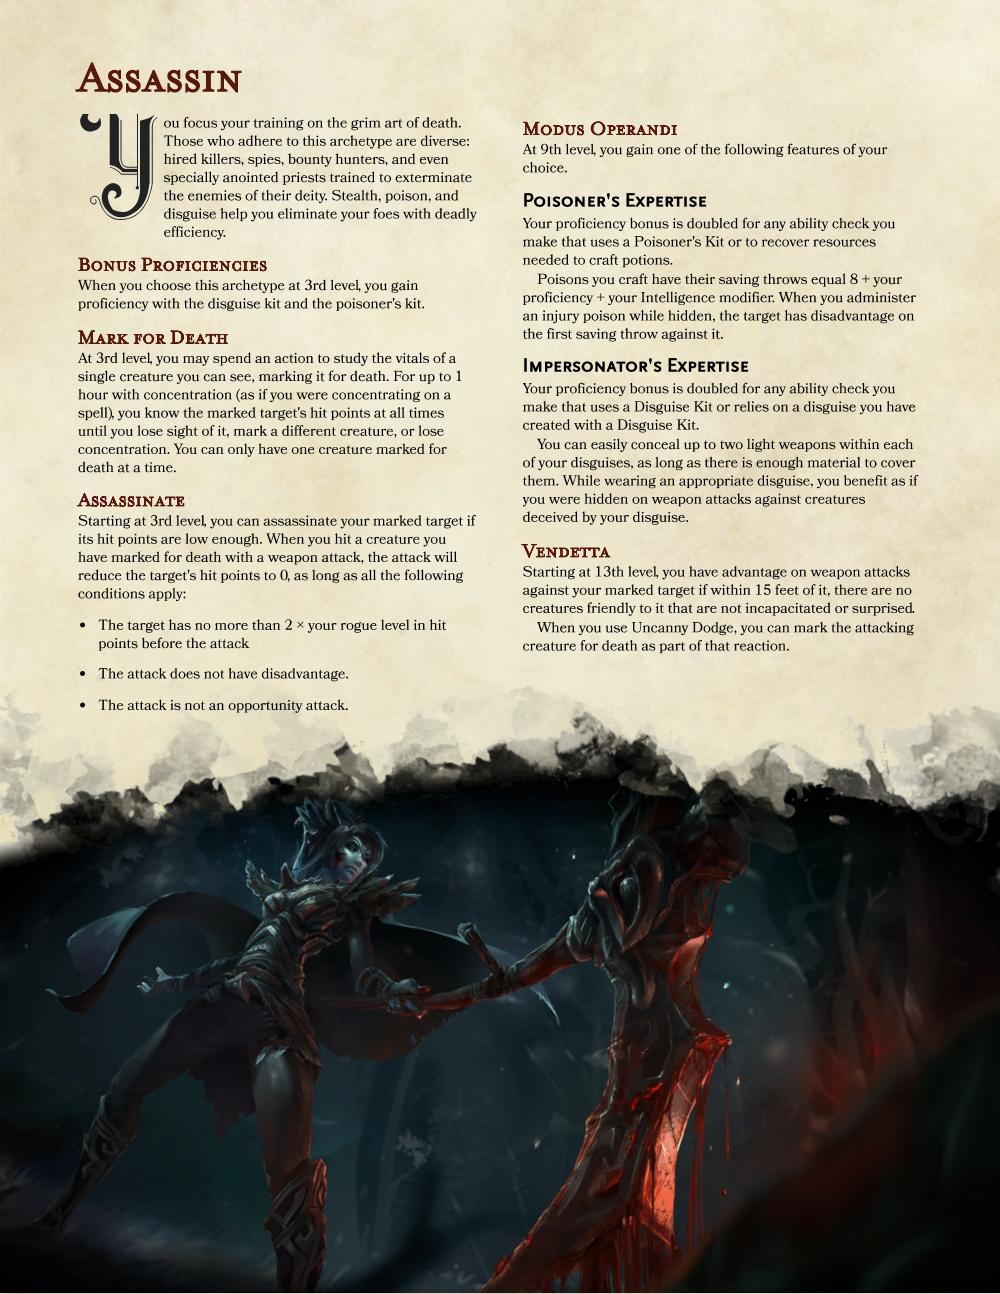 Assassin
You focus your training on the grim art of death.
Those who adhere to this archetype are diverse:
hired killers, spies, bounty hunters, and even
specially anointed priests trained to exterminate
the enemies of their deity. Stealth, poison, and
disguise help you eliminate your foes with deadly
efficiency.
Bonus Proficiencies
When you choose this archetype at 3rd level, you gain
proficiency with the disguise kit and the poisoner's kit.
Mark for Death
At 3rd level, you may spend an action to study the vitals of a
single creature you can see, marking it for death. For up to 1
hour with concentration (as if you were concentrating on a
spell), you know the marked target's hit points at all times
until you lose sight of it, mark a different creature, or lose
concentration. You can only have one creature marked for
death at a time.
Assassinate
Starting at 3rd level, you can assassinate your marked target if
its hit points are low enough. When you hit a creature you
have marked for death with a weapon attack, the attack will
reduce the target's hit points to 0, as long as all the following
conditions apply:
• The target has no more than 2 × your rogue level in hit
points before the attack
• The attack does not have disadvantage.
• The attack is not an opportunity attack.
Modus Operandi
At 9th level, you gain one of the following features of your
choice.
Poisoner's Expertise
Your proficiency bonus is doubled for any ability check you
make that uses a Poisoner's Kit or to recover resources
needed to craft potions.
Poisons you craft have their saving throws equal 8 + your
proficiency + your Intelligence modifier. When you administer
an injury poison while hidden, the target has disadvantage on
the first saving throw against it.
Impersonator's Expertise
Your proficiency bonus is doubled for any ability check you
make that uses a Disguise Kit or relies on a disguise you have
created with a Disguise Kit.
You can easily conceal up to two light weapons within each
of your disguises, as long as there is enough material to cover
them. While wearing an appropriate disguise, you benefit as if
you were hidden on weapon attacks against creatures
deceived by your disguise.
Vendetta
Starting at 13th level, you have advantage on weapon attacks
against your marked target if within 15 feet of it, there are no
creatures friendly to it that are not incapacitated or surprised.
When you use Uncanny Dodge, you can mark the attacking
creature for death as part of that reaction.